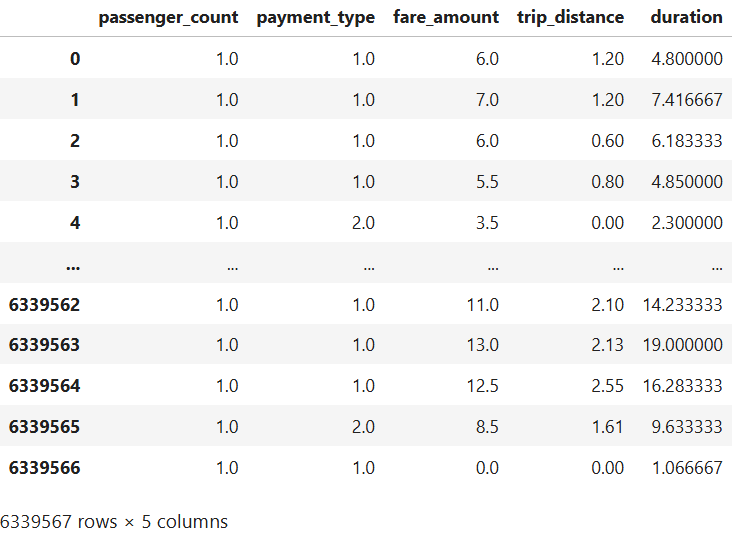 passenger_count payment_type fare_amount trip_distance duration
0 1.0 1.0 6.0 1.20 4.800000
1 1.0 1.0 7.0 1.20 7.416667
2 1.0 1.0 6.0 0.60 6.183333
3 1.0 1.0 5.5 0.80 4.850000
4 1.0 2.0 3.5 0.00 2.300000
... ... ... ... ... ...
6339562 1.0 1.0 11.0 2.10 14.233333
6339563 1.0 1.0 13.0 2.13 19.000000
6339564 1.0 1.0 12.5 2.55 16.283333
6339565 1.0 2.0 8.5 1.61 9.633333
6339566 1.0 1.0 0.0 0.00 1.066667
6339567 rows × 5 columns